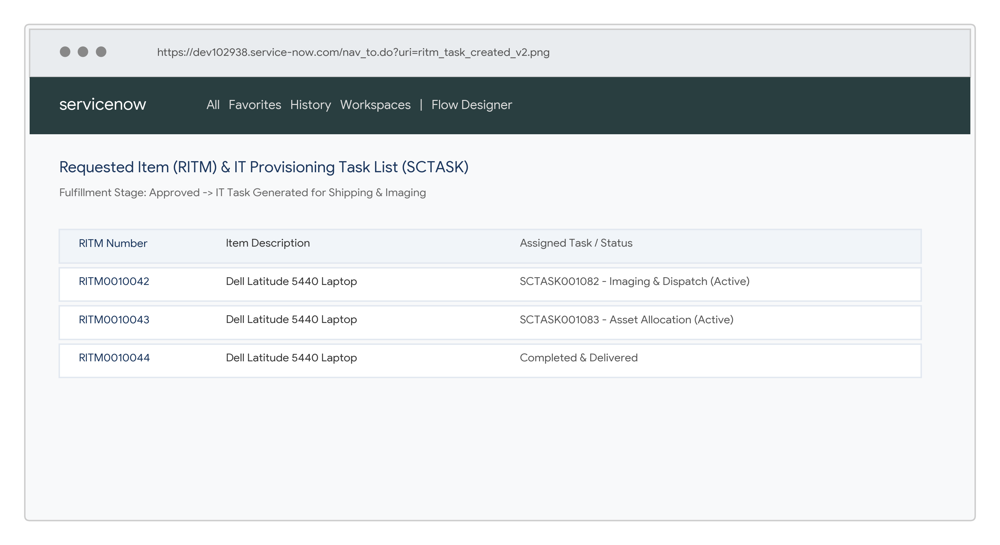 https://dev102938.service-now.com/nav_to.do?uri=ritm_task_created_v2.png
servicenow All Favorites History Workspaces | Flow Designer
Requested Item (RITM) & IT Provisioning Task List (SCTASK)
Fulfillment Stage: Approved -> IT Task Generated for Shipping & Imaging
RITM Number Item Description Assigned Task / Status
RITM0010042 Dell Latitude 5440 Laptop SCTASK001082 - Imaging & Dispatch (Active)
RITM0010043 Dell Latitude 5440 Laptop SCTASK001083 - Asset Allocation (Active)
RITM0010044 Dell Latitude 5440 Laptop Completed & Delivered